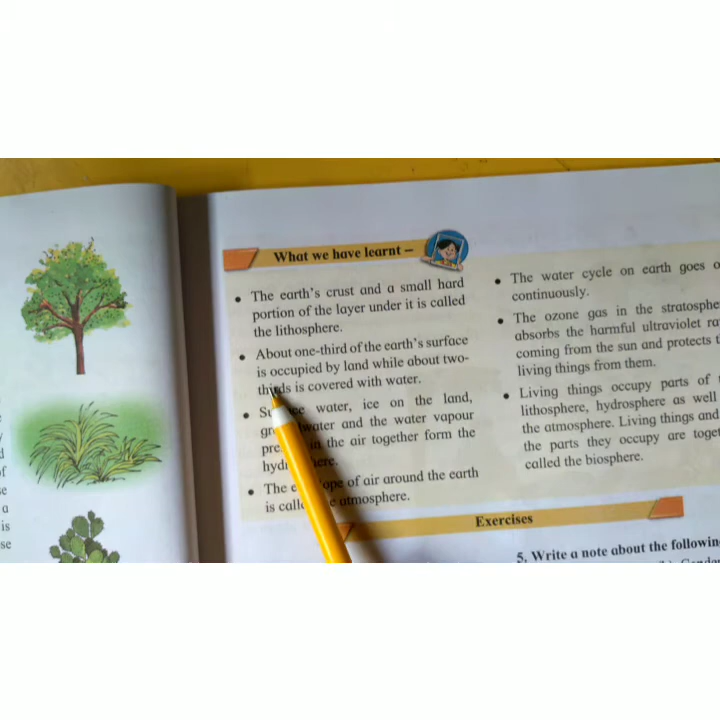 What we have learnt –
• The earth's crust and a small hard
portion of the layer under it is called
the lithosphere.
• About one-third of the earth's surface
is occupied by land while about two-
thirds is covered with water.
• water, ice on the land,
and the water vapour
in the air together form the
• The of air around the earth
is atmosphere.
• The water cycle on earth goes
continuously.
• The ozone gas in the
absorbs the harmful ultraviolet
coming from the sun and protects
living things from them.
• Living things occupy parts of
lithosphere, hydrosphere as well
the atmosphere. Living things and
the parts they occupy are
called the biosphere.
Exercises
5. Write a note about the
a
is